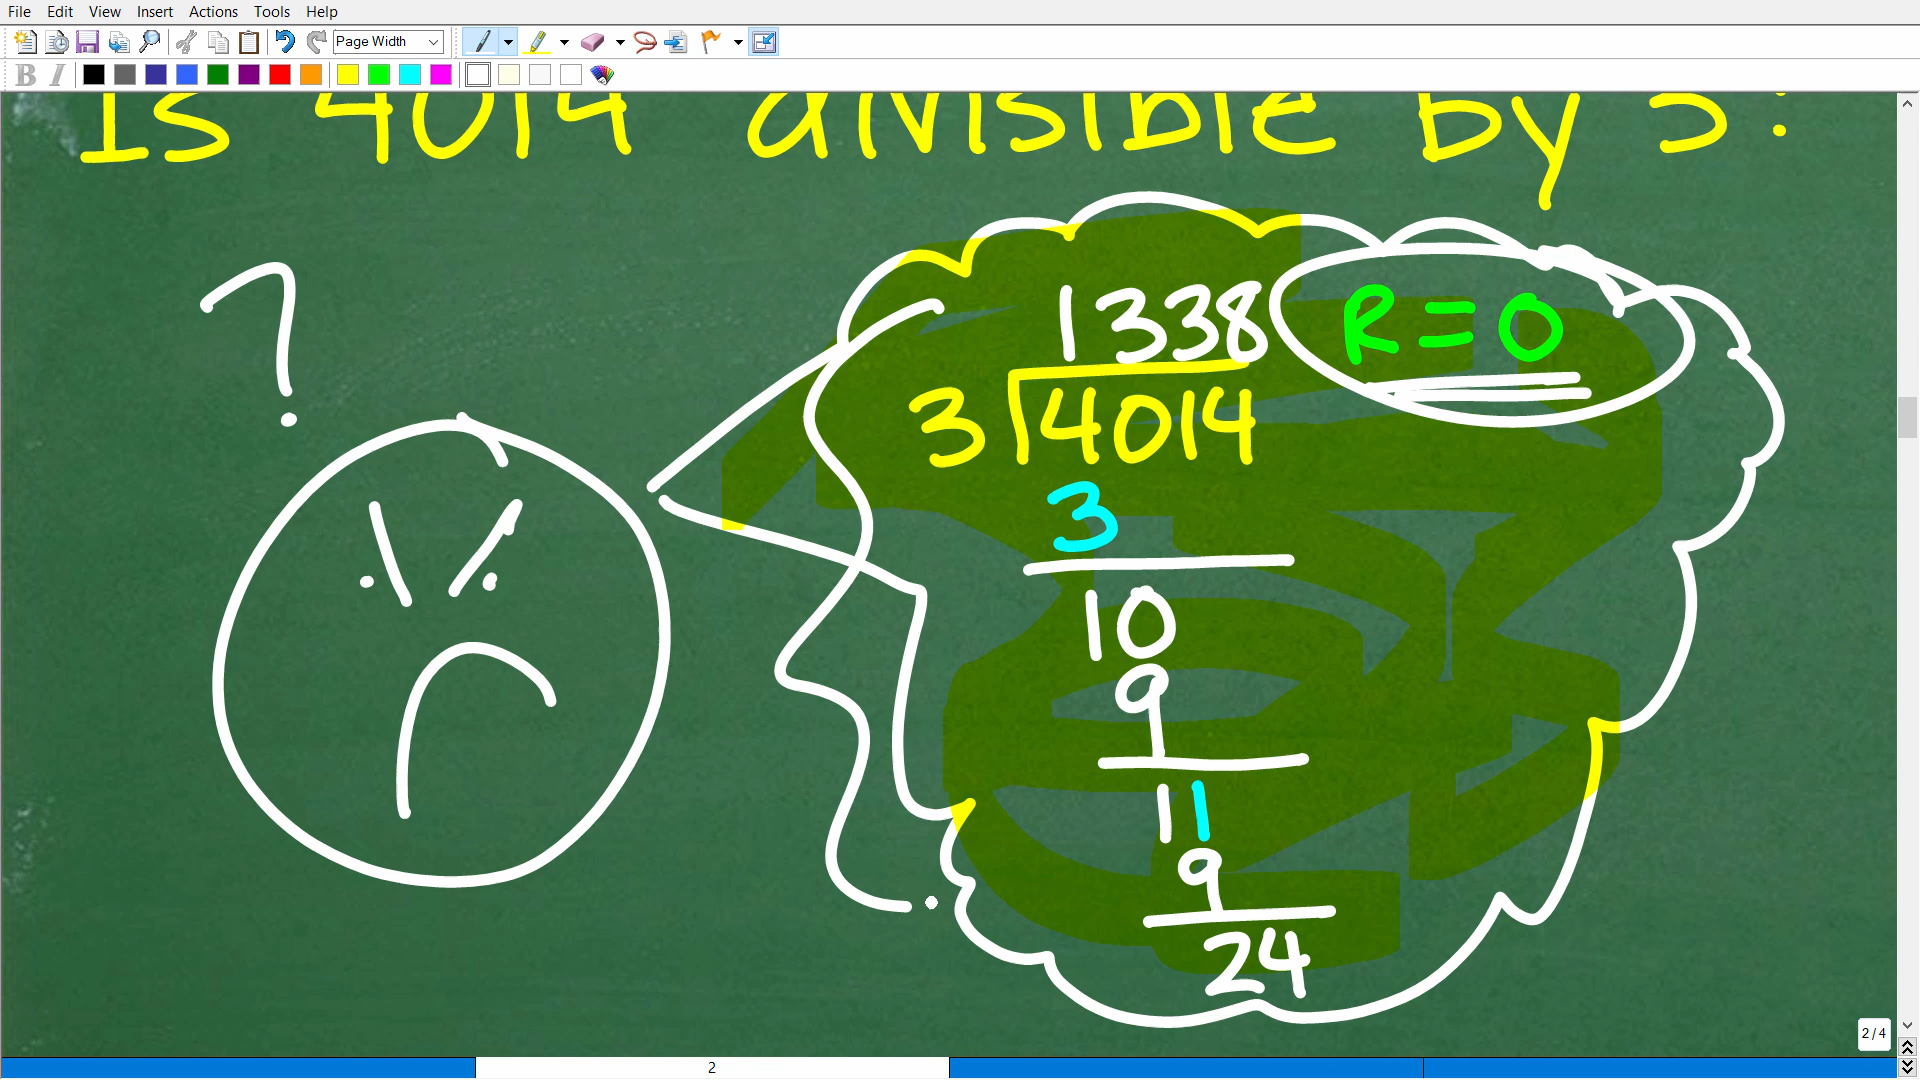 File Edit View Insert Actions Tools Help
Page Width
B I
Is 4014 divisible by 3?
?
1338 R=0
3 4014
3
10
9
11
9
24
2/4
2